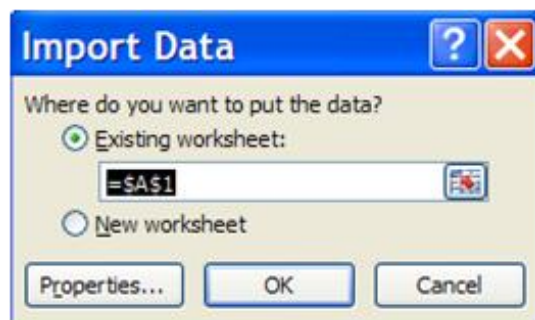 Import Data
?
Where do you want to put the data?
Existing worksheet:
=$A$1
New worksheet
Properties... OK Cancel